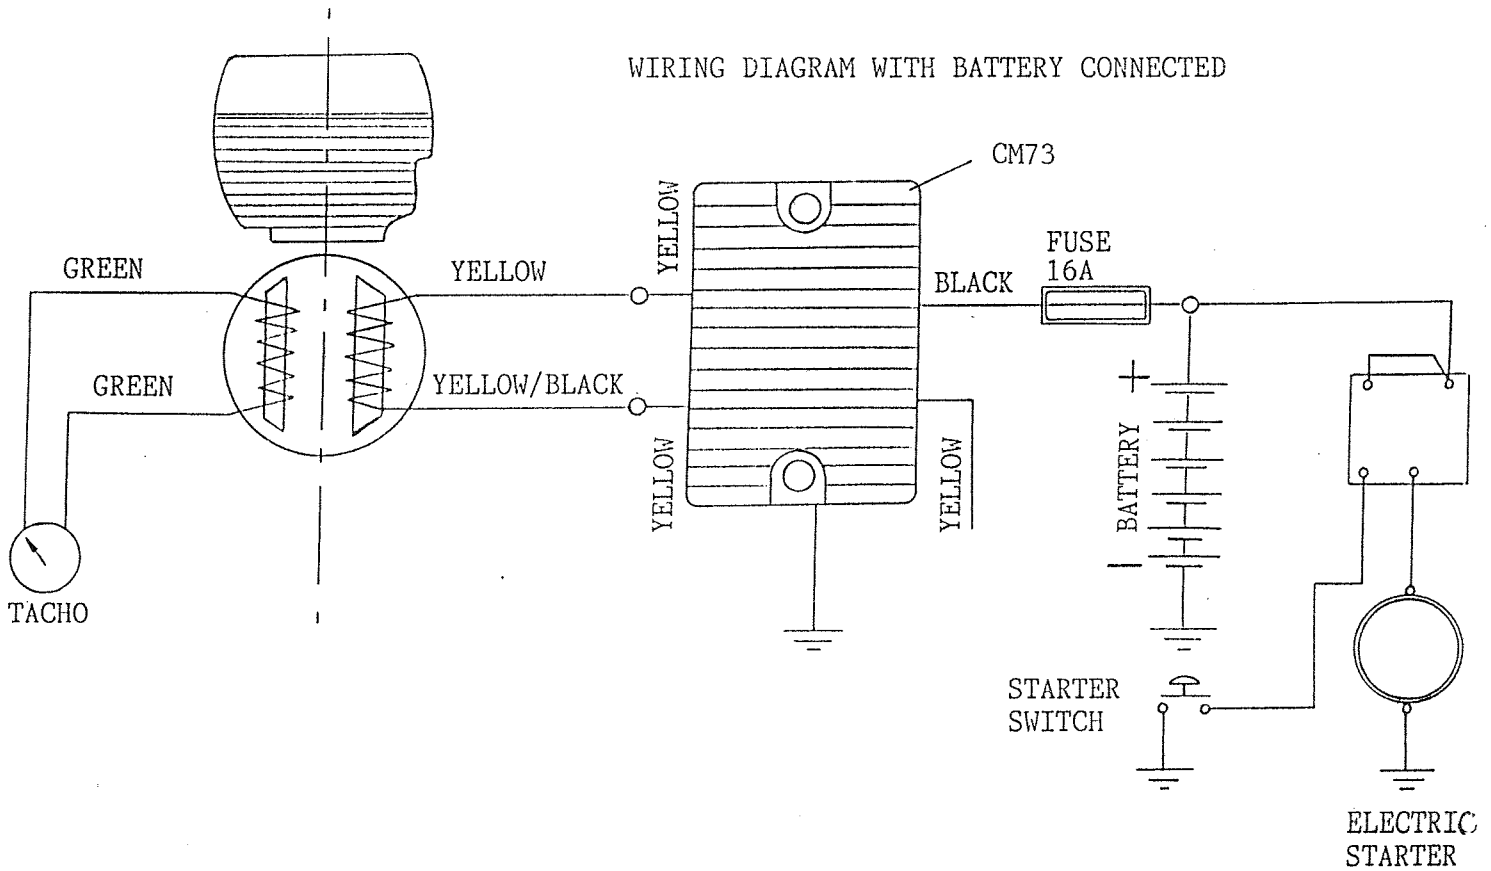 WIRING DIAGRAM WITH BATTERY CONNECTED
CM73
YELLOW
FUSE
16A
GREEN
YELLOW
BLACK
GREEN
YELLOW/BLACK
+
YELLOW
YELLOW
BATTERY
-
TACHO
STARTER
SWITCH
ELECTRIC
STARTER